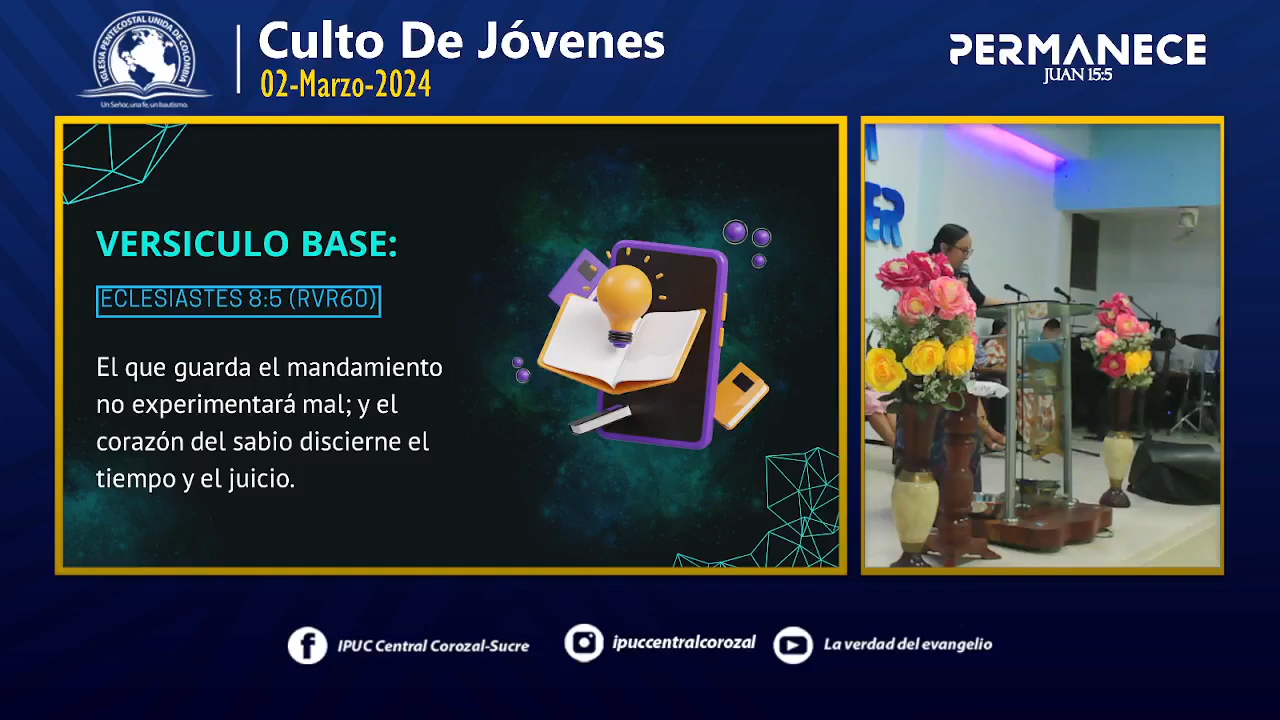 IGLESIA PENTECOSTAL UNIDA DE COLOMBIA
Un Señor, una fe, un bautismo.
Culto De Jóvenes
02-Marzo-2024
PERMANECE
JUAN 15:5
VERSICULO BASE:
ECLESIASTES 8:5 (RVR60)
El que guarda el mandamiento
no experimentará mal; y el
corazón del sabio discierne el
tiempo y el juicio.
ER
IPUC Central Corozal-Sucre
ipuccentralcorozal
La verdad del evangelio